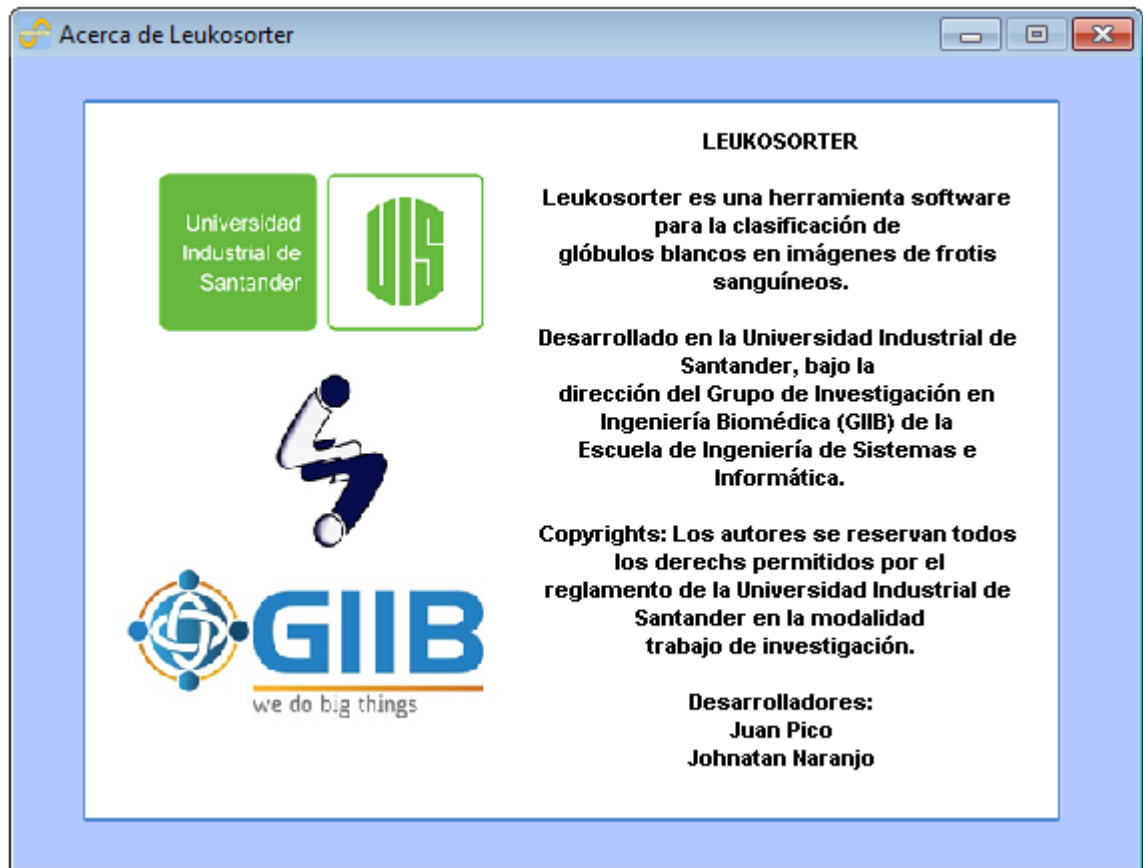 Acerca de Leukosorter
Universidad
Industrial de
Santander
UIS
GIIB
we do big things
LEUKOSORTER
Leukosorter es una herramienta software
para la clasificación de
glóbulos blancos en imágenes de frotis
sanguíneos.
Desarrollado en la Universidad Industrial de
Santander, bajo la
dirección del Grupo de Investigación en
Ingeniería Biomédica (GIIB) de la
Escuela de Ingeniería de Sistemas e
Informática.
Copyrights: Los autores se reservan todos
los derechs permitidos por el
reglamento de la Universidad Industrial de
Santander en la modalidad
trabajo de investigación.
Desarrolladores:
Juan Pico
Johnatan Naranjo